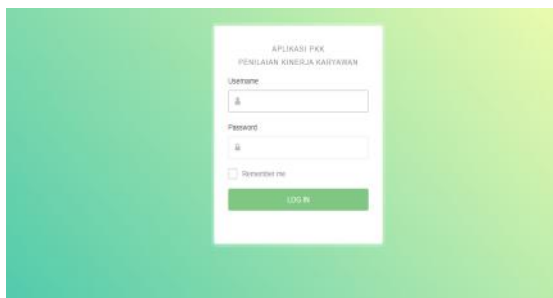 APLIKASI PKK
PENILAIAN KINERJA KARYAWAN
Username
Password
Remember me
LOG IN